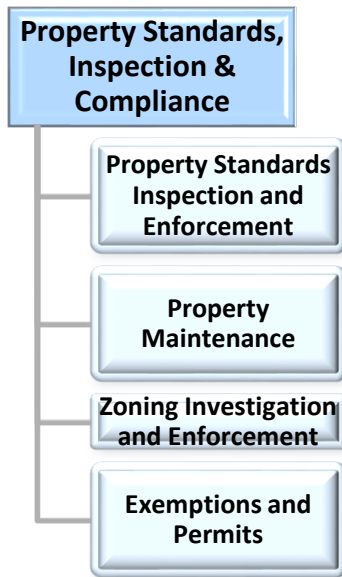 Property Standards,
Inspection &
Compliance
Property Standards
Inspection and
Enforcement
Property
Maintenance
Zoning Investigation
and Enforcement
Exemptions and
Permits